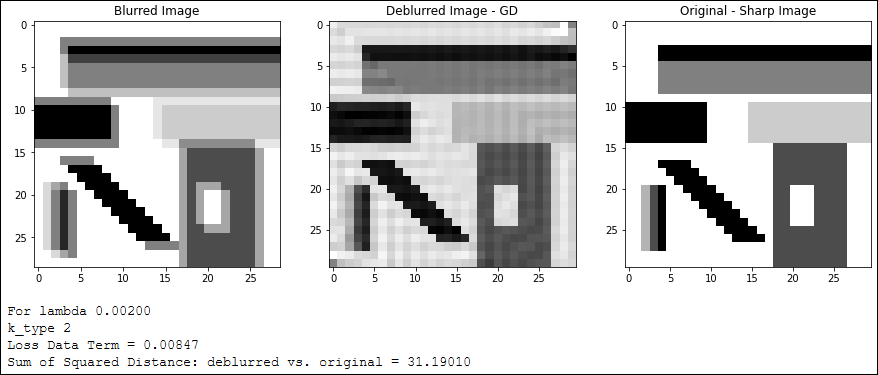 Blurred Image
Deblurred Image - GD
Original - Sharp Image
0
5
10
15
20
25
0 5 10 15 20 25
0
5
10
15
20
25
0 5 10 15 20 25
0
5
10
15
20
25
0 5 10 15 20 25
For lambda 0.00200
k_type 2
Loss Data Term = 0.00847
Sum of Squared Distance: deblurred vs. original = 31.19010